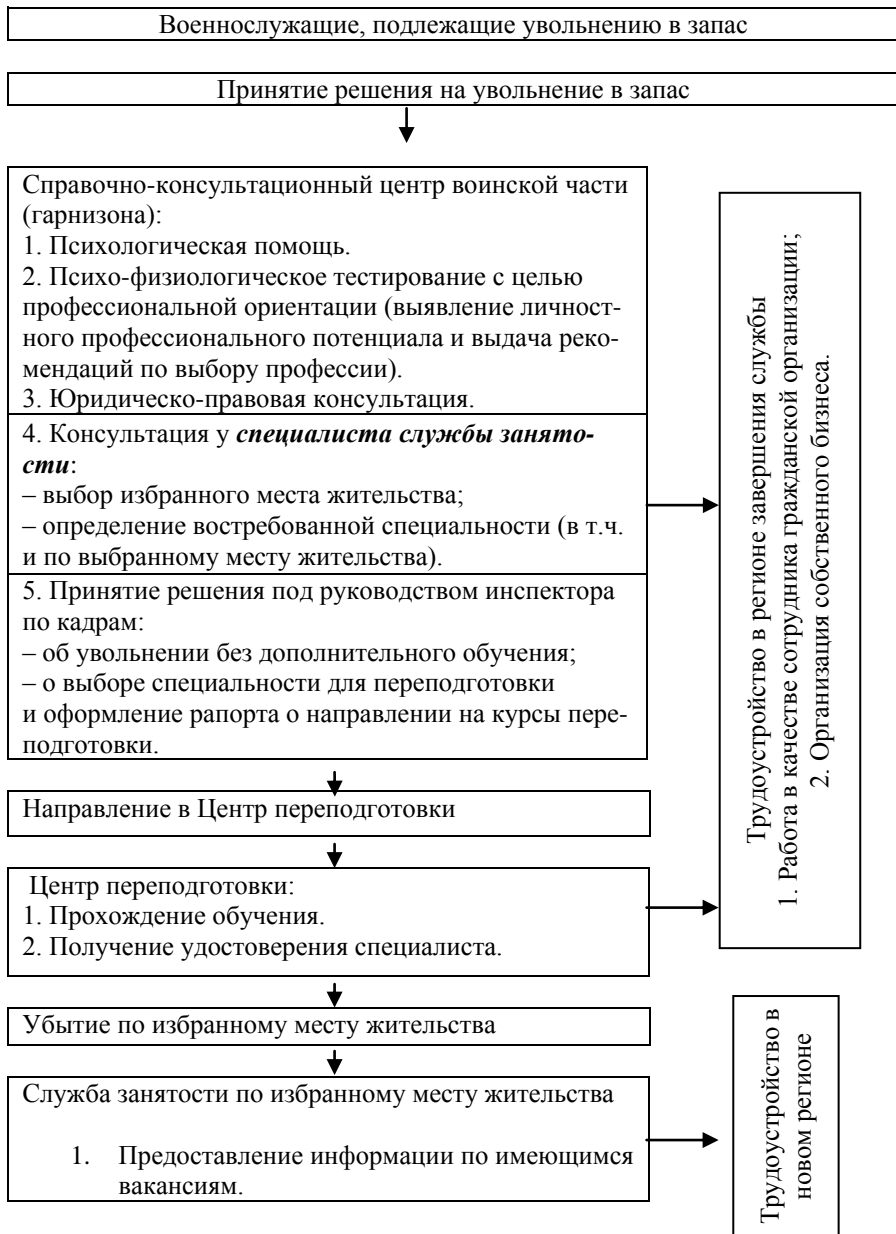 Военнослужащие, подлежащие увольнению в запас
Принятие решения на увольнение в запас
Справочно-консультационный центр воинской части
(гарнизона):
1. Психологическая помощь.
2. Психо-физиологическое тестирование с целью
профессиональной ориентации (выявление личност-
ного профессионального потенциала и выдача реко-
мендаций по выбору профессии).
3. Юридическо-правовая консультация.
4. Консультация у специалиста службы занято-
сти:
– выбор избранного места жительства;
– определение востребованной специальности (в т.ч.
и по выбранному месту жительства).
5. Принятие решения под руководством инспектора
по кадрам:
– об увольнении без дополнительного обучения;
– о выборе специальности для переподготовки
и оформление рапорта о направлении на курсы пере-
подготовки.
Направление в Центр переподготовки
Центр переподготовки:
1. Прохождение обучения.
2. Получение удостоверения специалиста.
Убытие по избранному месту жительства
Служба занятости по избранному месту жительства
1. Предоставление информации по имеющимся
вакансиям.
Трудоустройство в регионе завершения службы
1. Работа в качестве сотрудника гражданской организации;
2. Организация собственного бизнеса.
Трудоустройство в
новом регионе